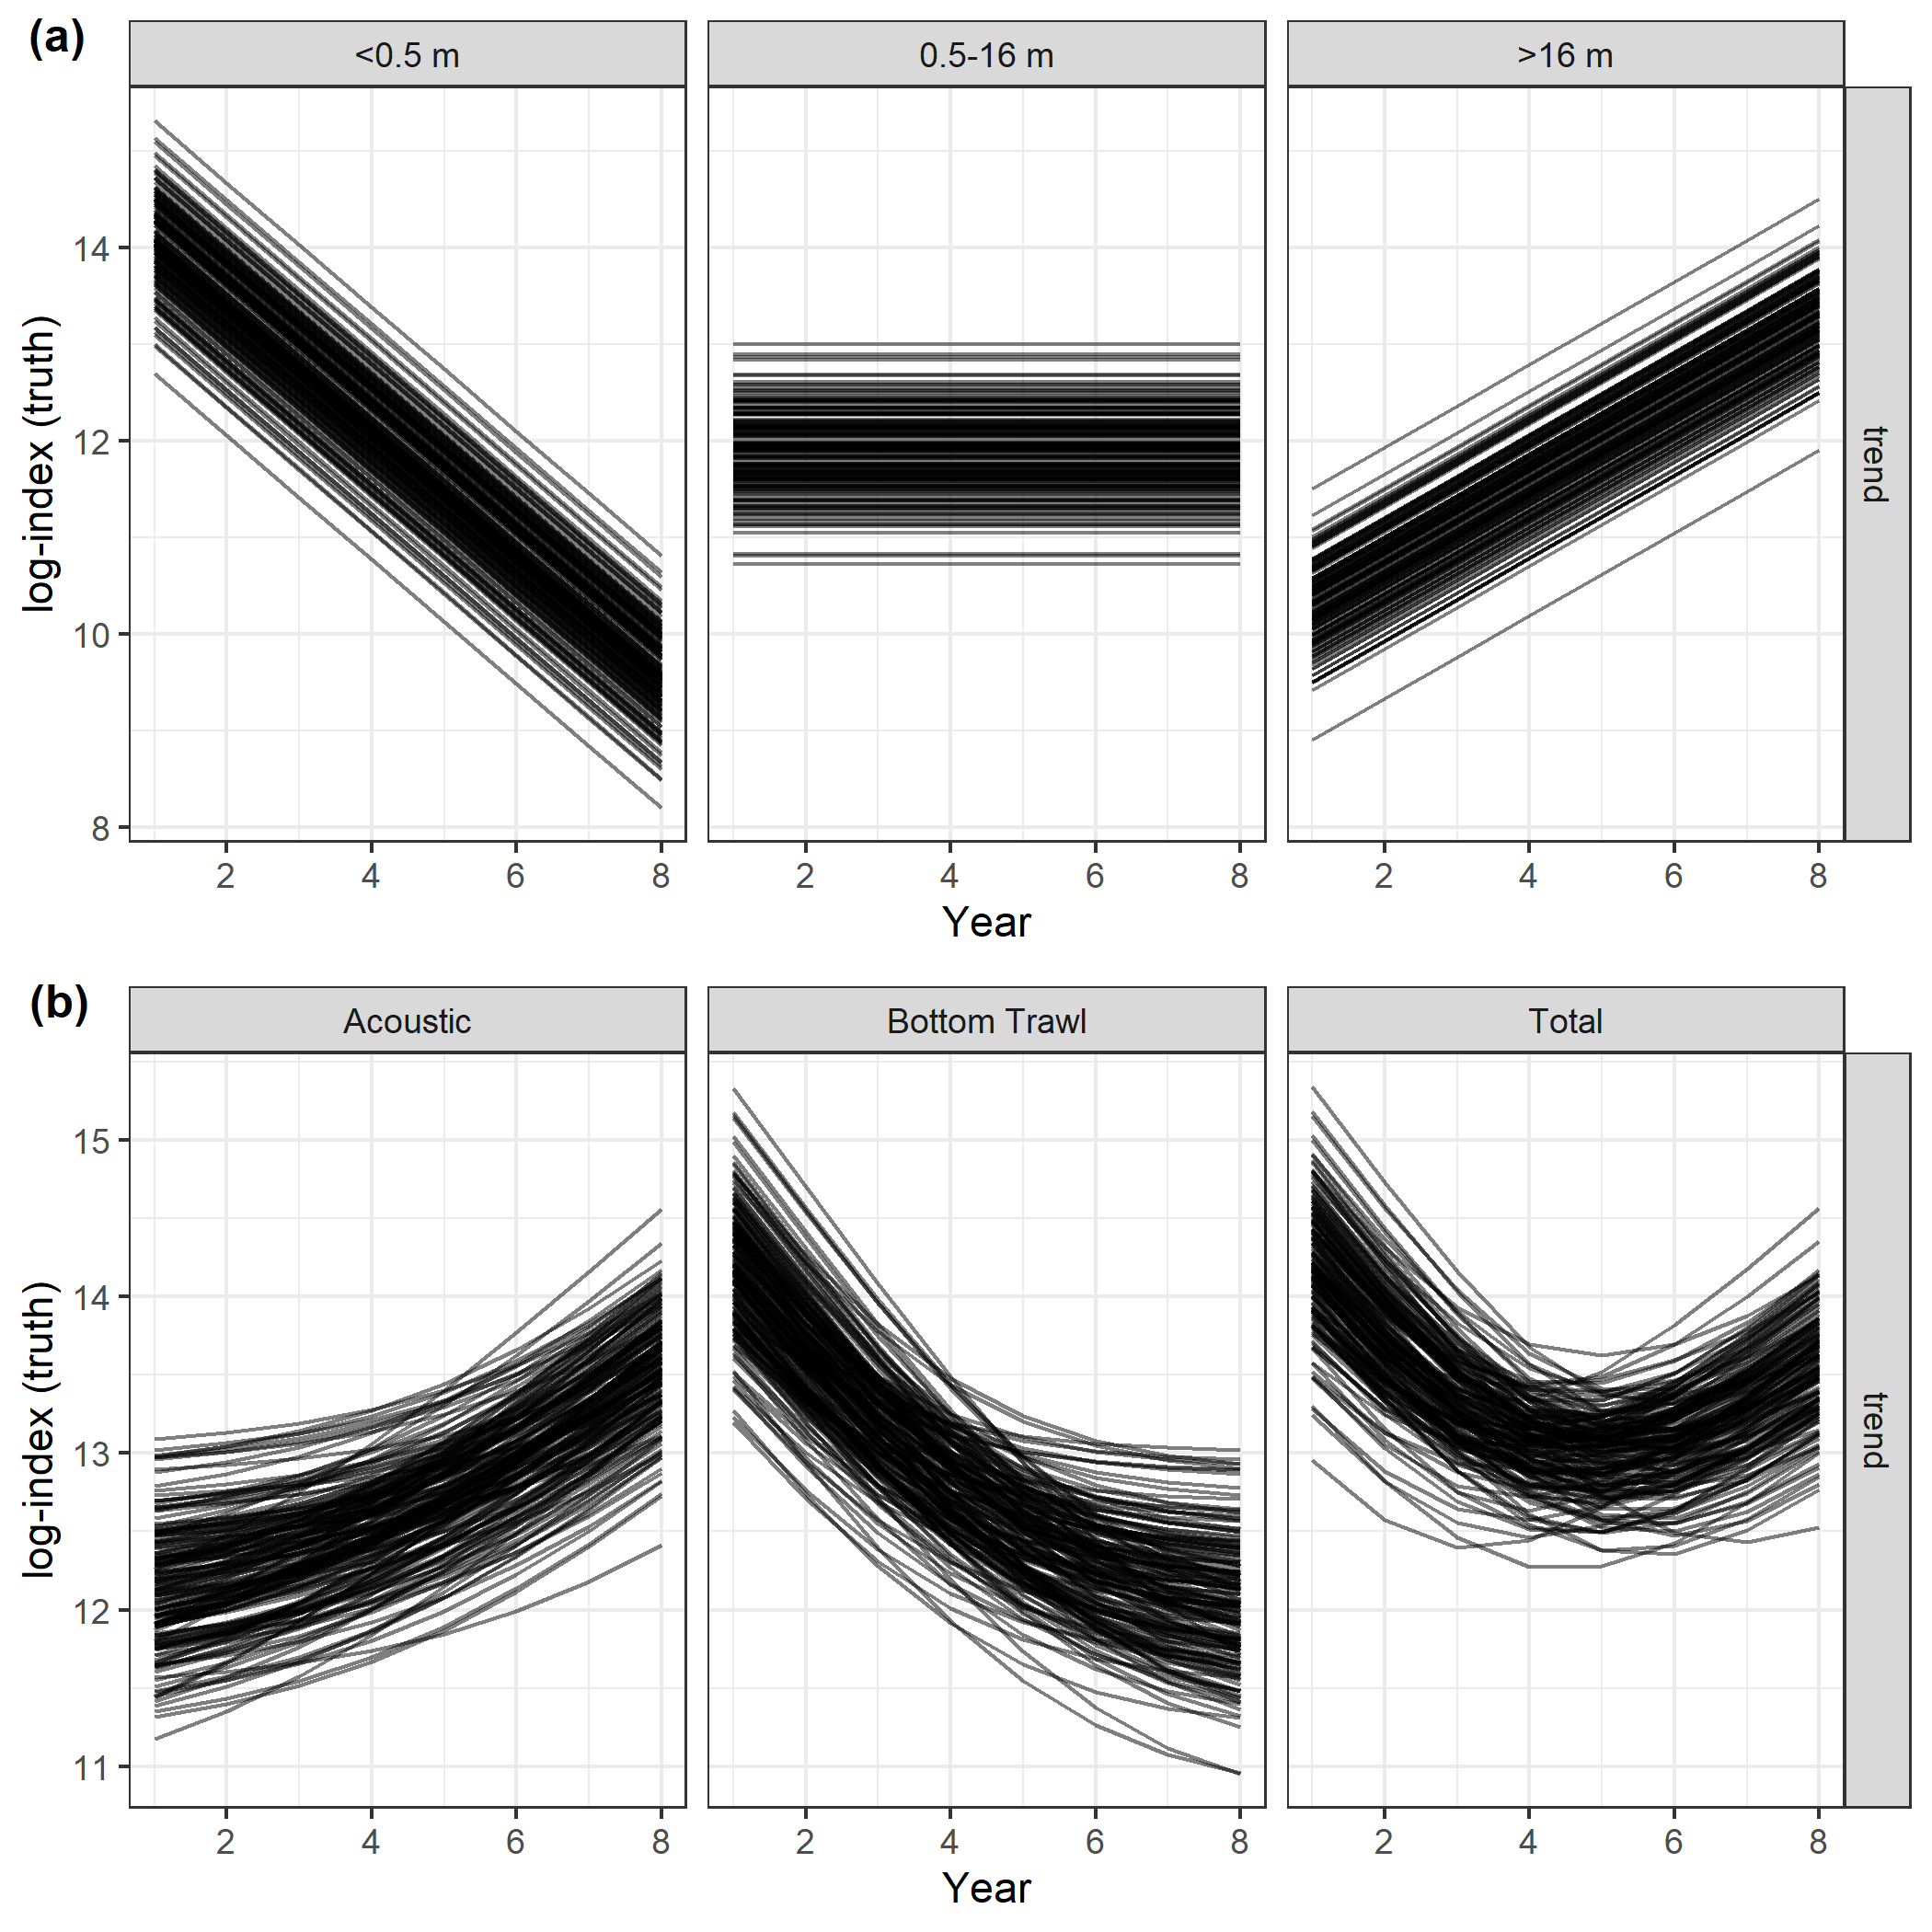 (a)
<0.5 m
0.5-16 m
>16 m
14
12
10
8
log-index (truth)
trend
2 4 6 8
2 4 6 8
2 4 6 8
Year
(b)
Acoustic
Bottom Trawl
Total
15
14
13
12
11
log-index (truth)
trend
2 4 6 8
2 4 6 8
2 4 6 8
Year